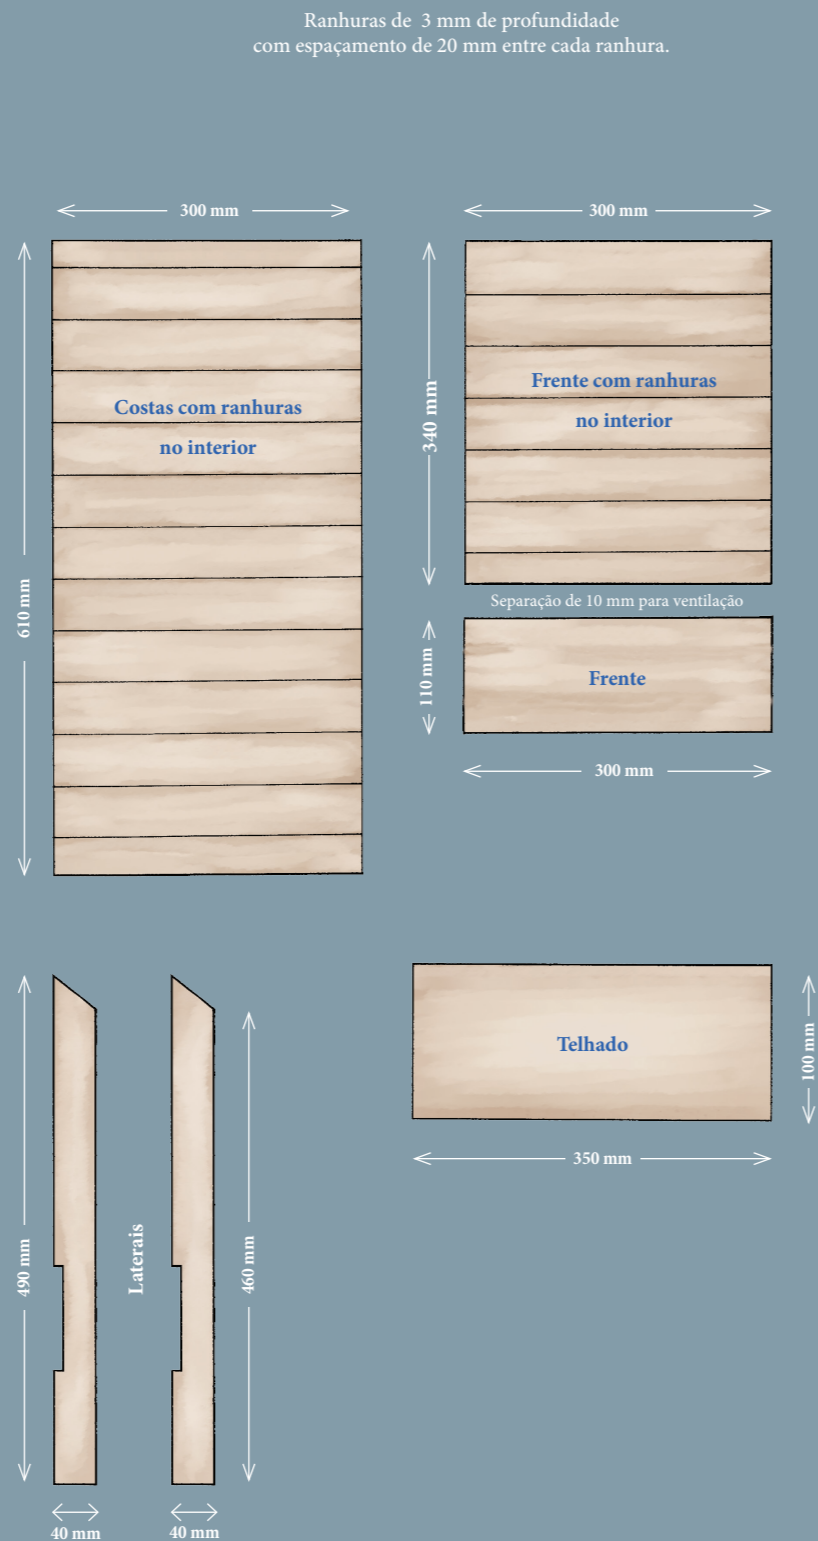 Ranhuras de 3 mm de profundidade
com espaçamento de 20 mm entre cada ranhura.
300 mm
300 mm
Costas com ranhuras
no interior
Frente com ranhuras
no interior
340 mm
610 mm
Separação de 10 mm para ventilação
110 mm
Frente
300 mm
Telhado
100 mm
350 mm
490 mm
Laterais
460 mm
40 mm
40 mm